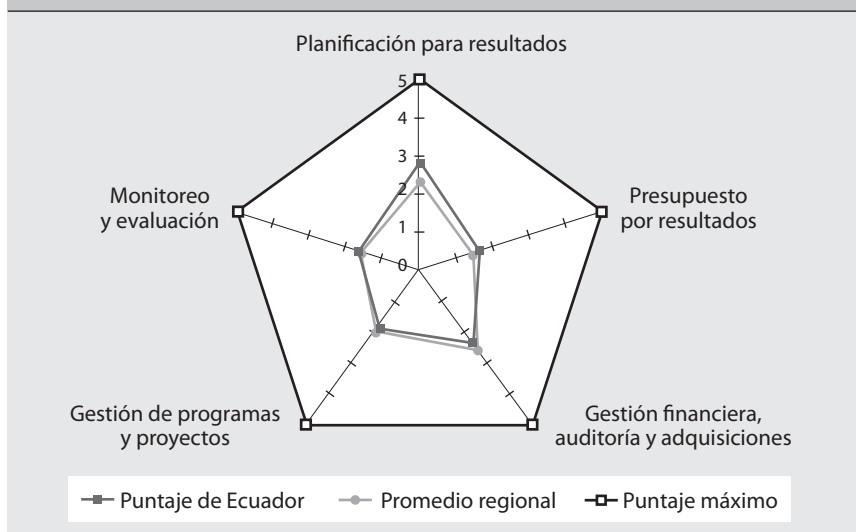 Planificación para resultados
5
4
3
2
1
0
Monitoreo
y evaluación
Presupuesto
por resultados
Gestión de programas
y proyectos
Gestión financiera,
auditoría y adquisiciones
Puntaje de Ecuador
Promedio regional
Puntaje máximo